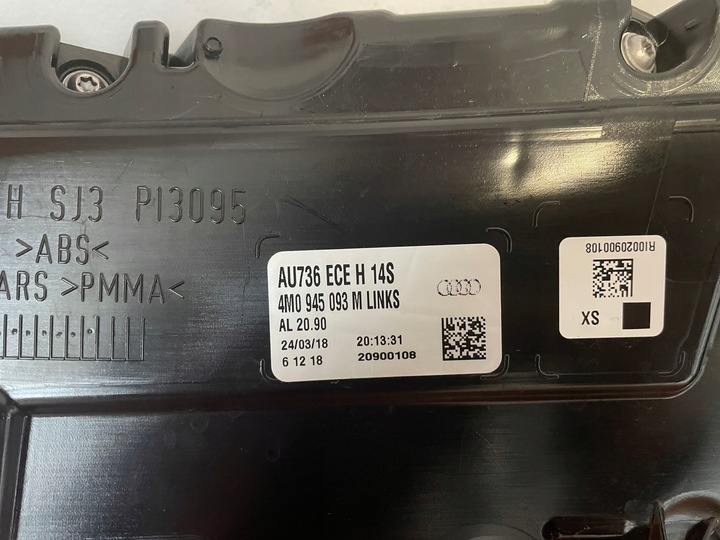 H SJ3 PI3095
>ABS<
ARS >PMMA<
AU736 ECE H 14S
4M0 945 093 M LINKS
AL 20.90
24/03/18 20:13:31
6 12 18 20900108
RI0020900108
SX